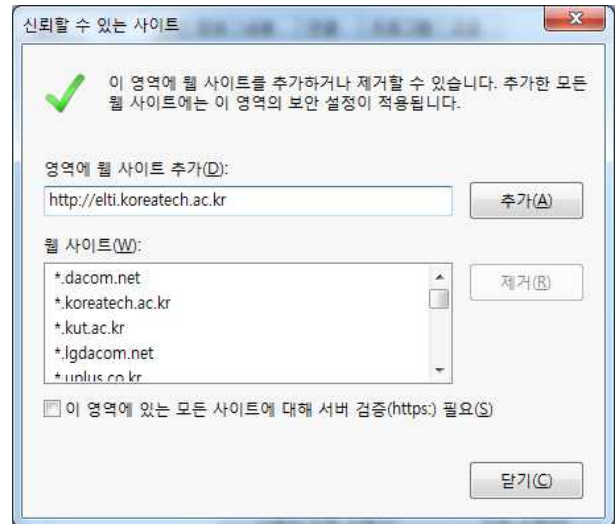 신뢰할 수 있는 사이트
이 영역에 웹 사이트를 추가하거나 제거할 수 있습니다. 추가한 모든
웹 사이트에는 이 영역의 보안 설정이 적용됩니다.
영역에 웹 사이트 추가(D):
http://elti.koreatech.ac.kr
추가(A)
웹 사이트(W):
*.dacom.net
제거(R)
*.koreatech.ac.kr
*.kut.ac.kr
*.lgdacom.net
*.uplus.co.kr
이 영역에 있는 모든 사이트에 대해 서버 검증(https:) 필요(S)
닫기(C)